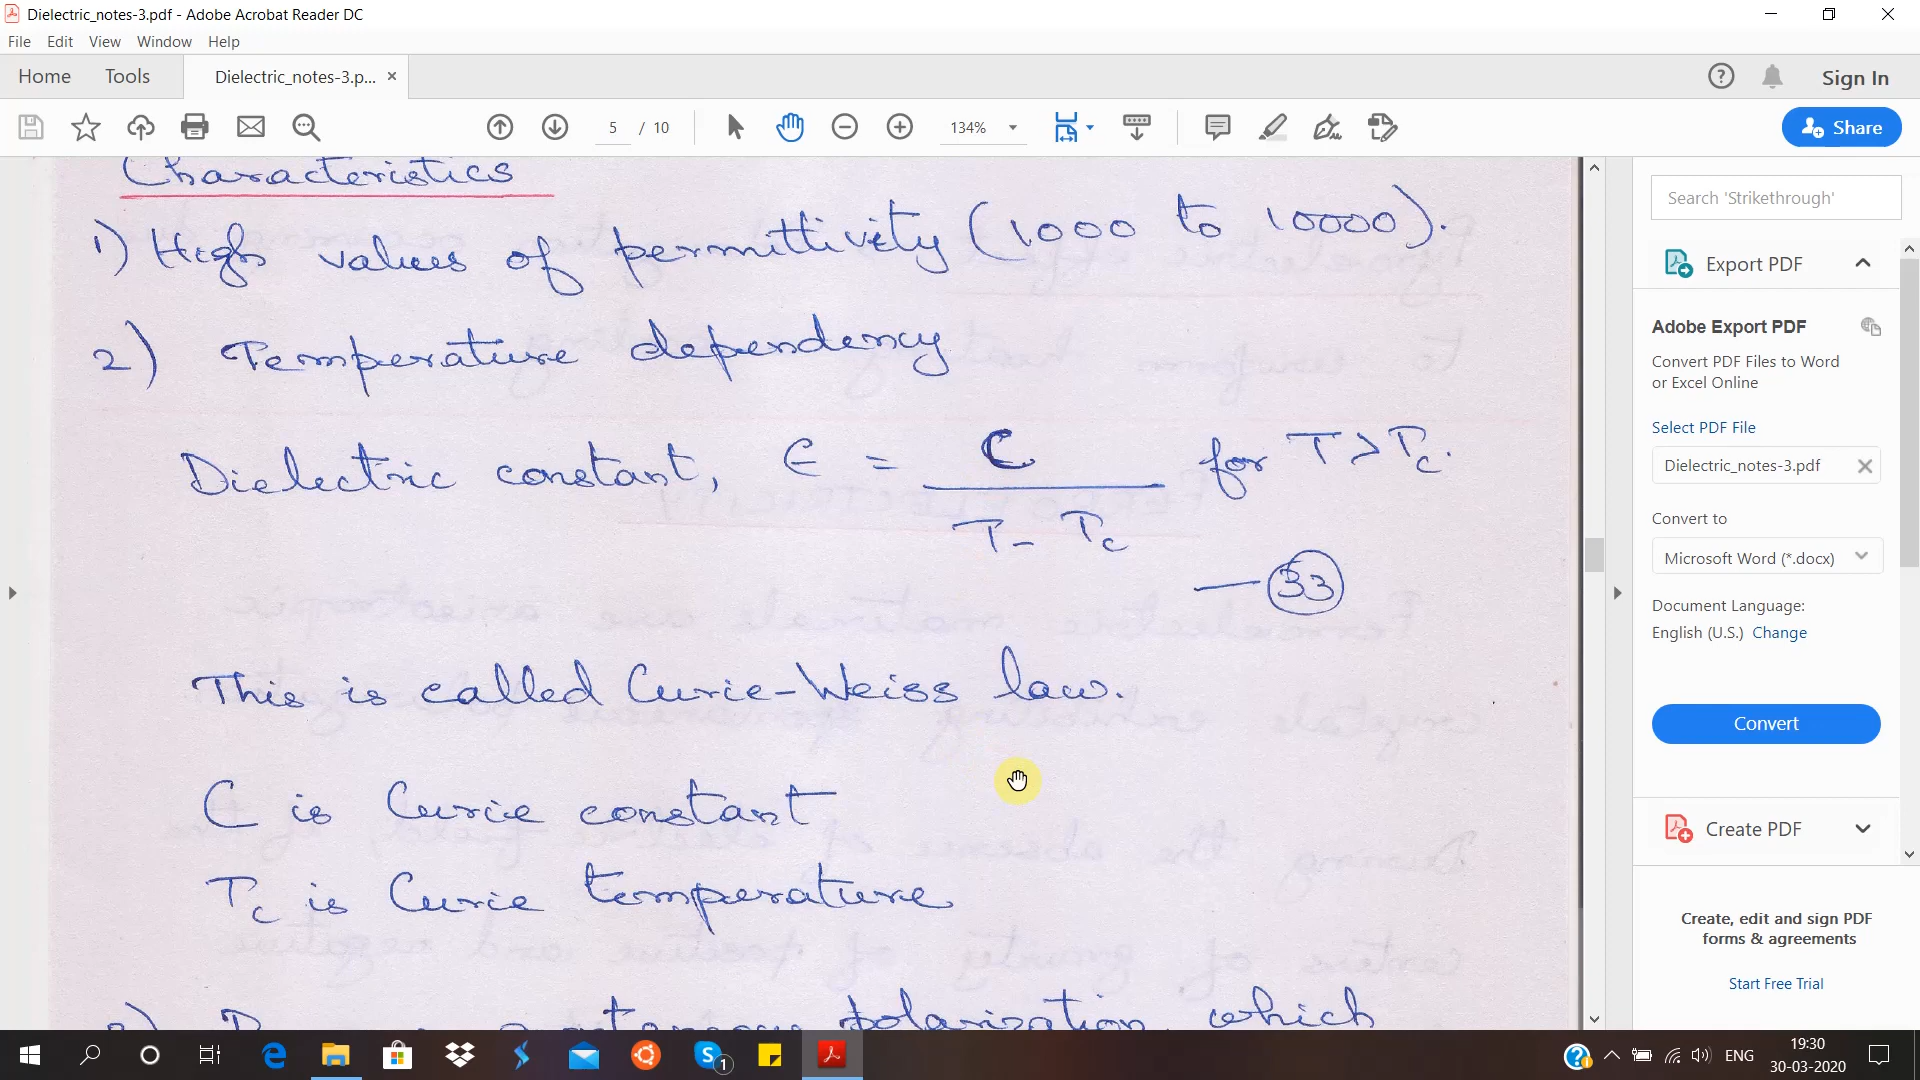 Dielectric_notes-3.pdf - Adobe Acrobat Reader DC
File Edit View Window Help
Home Tools Dielectric_notes-3.p... × Sign In
5 / 10 134% Share
Characteristics
1) High values of permittivity (1000 to 10000).
2) Temperature dependency
Dielectric constant, ∈ = C / T - Tc for T > Tc.
— 33
This is called Curie-Weiss law.
C is Curie constant
Tc is Curie temperature
polarization, which
Search 'Strikethrough'
Export PDF
Adobe Export PDF
Convert PDF Files to Word
or Excel Online
Select PDF File
Dielectric_notes-3.pdf
Convert to
Microsoft Word (*.docx)
Document Language:
English (U.S.) Change
Convert
Create PDF
Create, edit and sign PDF
forms & agreements
Start Free Trial
1 ENG 19:30
30-03-2020